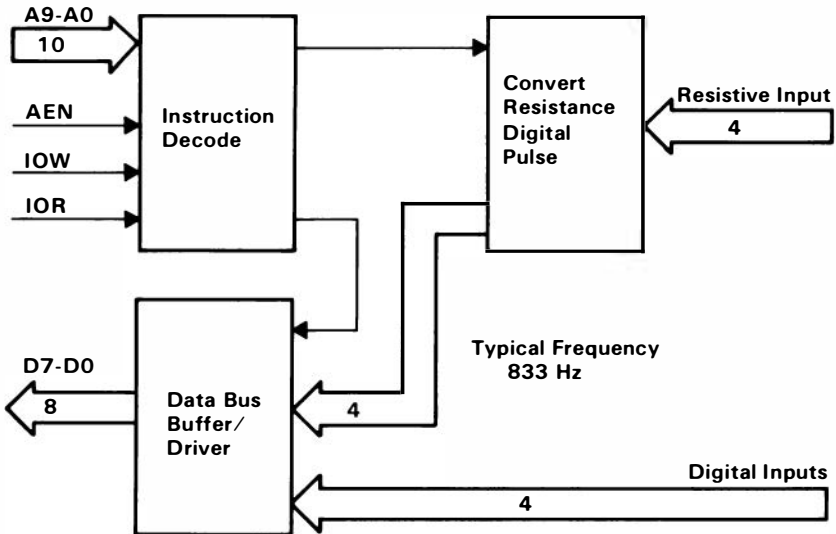 A9-A0
10
AEN
IOW
IOR
Instruction
Decode
Convert
Resistance
Digital
Pulse
Resistive Input
4
Typical Frequency
833 Hz
D7-D0
8
Data Bus
Buffer/
Driver
4
Digital Inputs
4